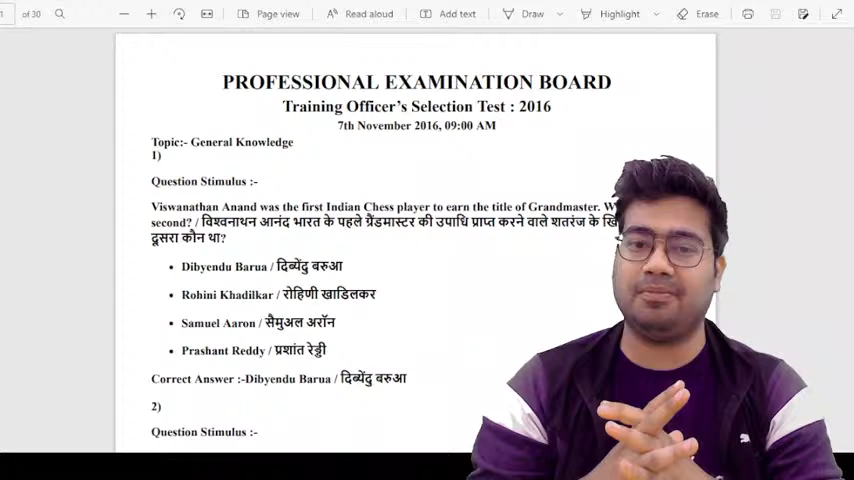 1 of 30 Page view Read aloud Add text Draw Highlight Erase
PROFESSIONAL EXAMINATION BOARD
Training Officer's Selection Test : 2016
7th November 2016, 09:00 AM
Topic:- General Knowledge
1)
Question Stimulus :-
Viswanathan Anand was the first Indian Chess player to earn the title of Grandmaster.
second? / विश्वनाथन आनंद भारत के पहले ग्रैंडमास्टर की उपाधि प्राप्त करने वाले शतरंज के
दूसरा कौन था?
• Dibyendu Barua / दिब्येंदु बरुआ
• Rohini Khadilkar / रोहिणी खाडिलकर
• Samuel Aaron / सैमुअल अरॉन
• Prashant Reddy / प्रशांत रेड्डी
Correct Answer :-Dibyendu Barua / दिब्येंदु बरुआ
2)
Question Stimulus :-